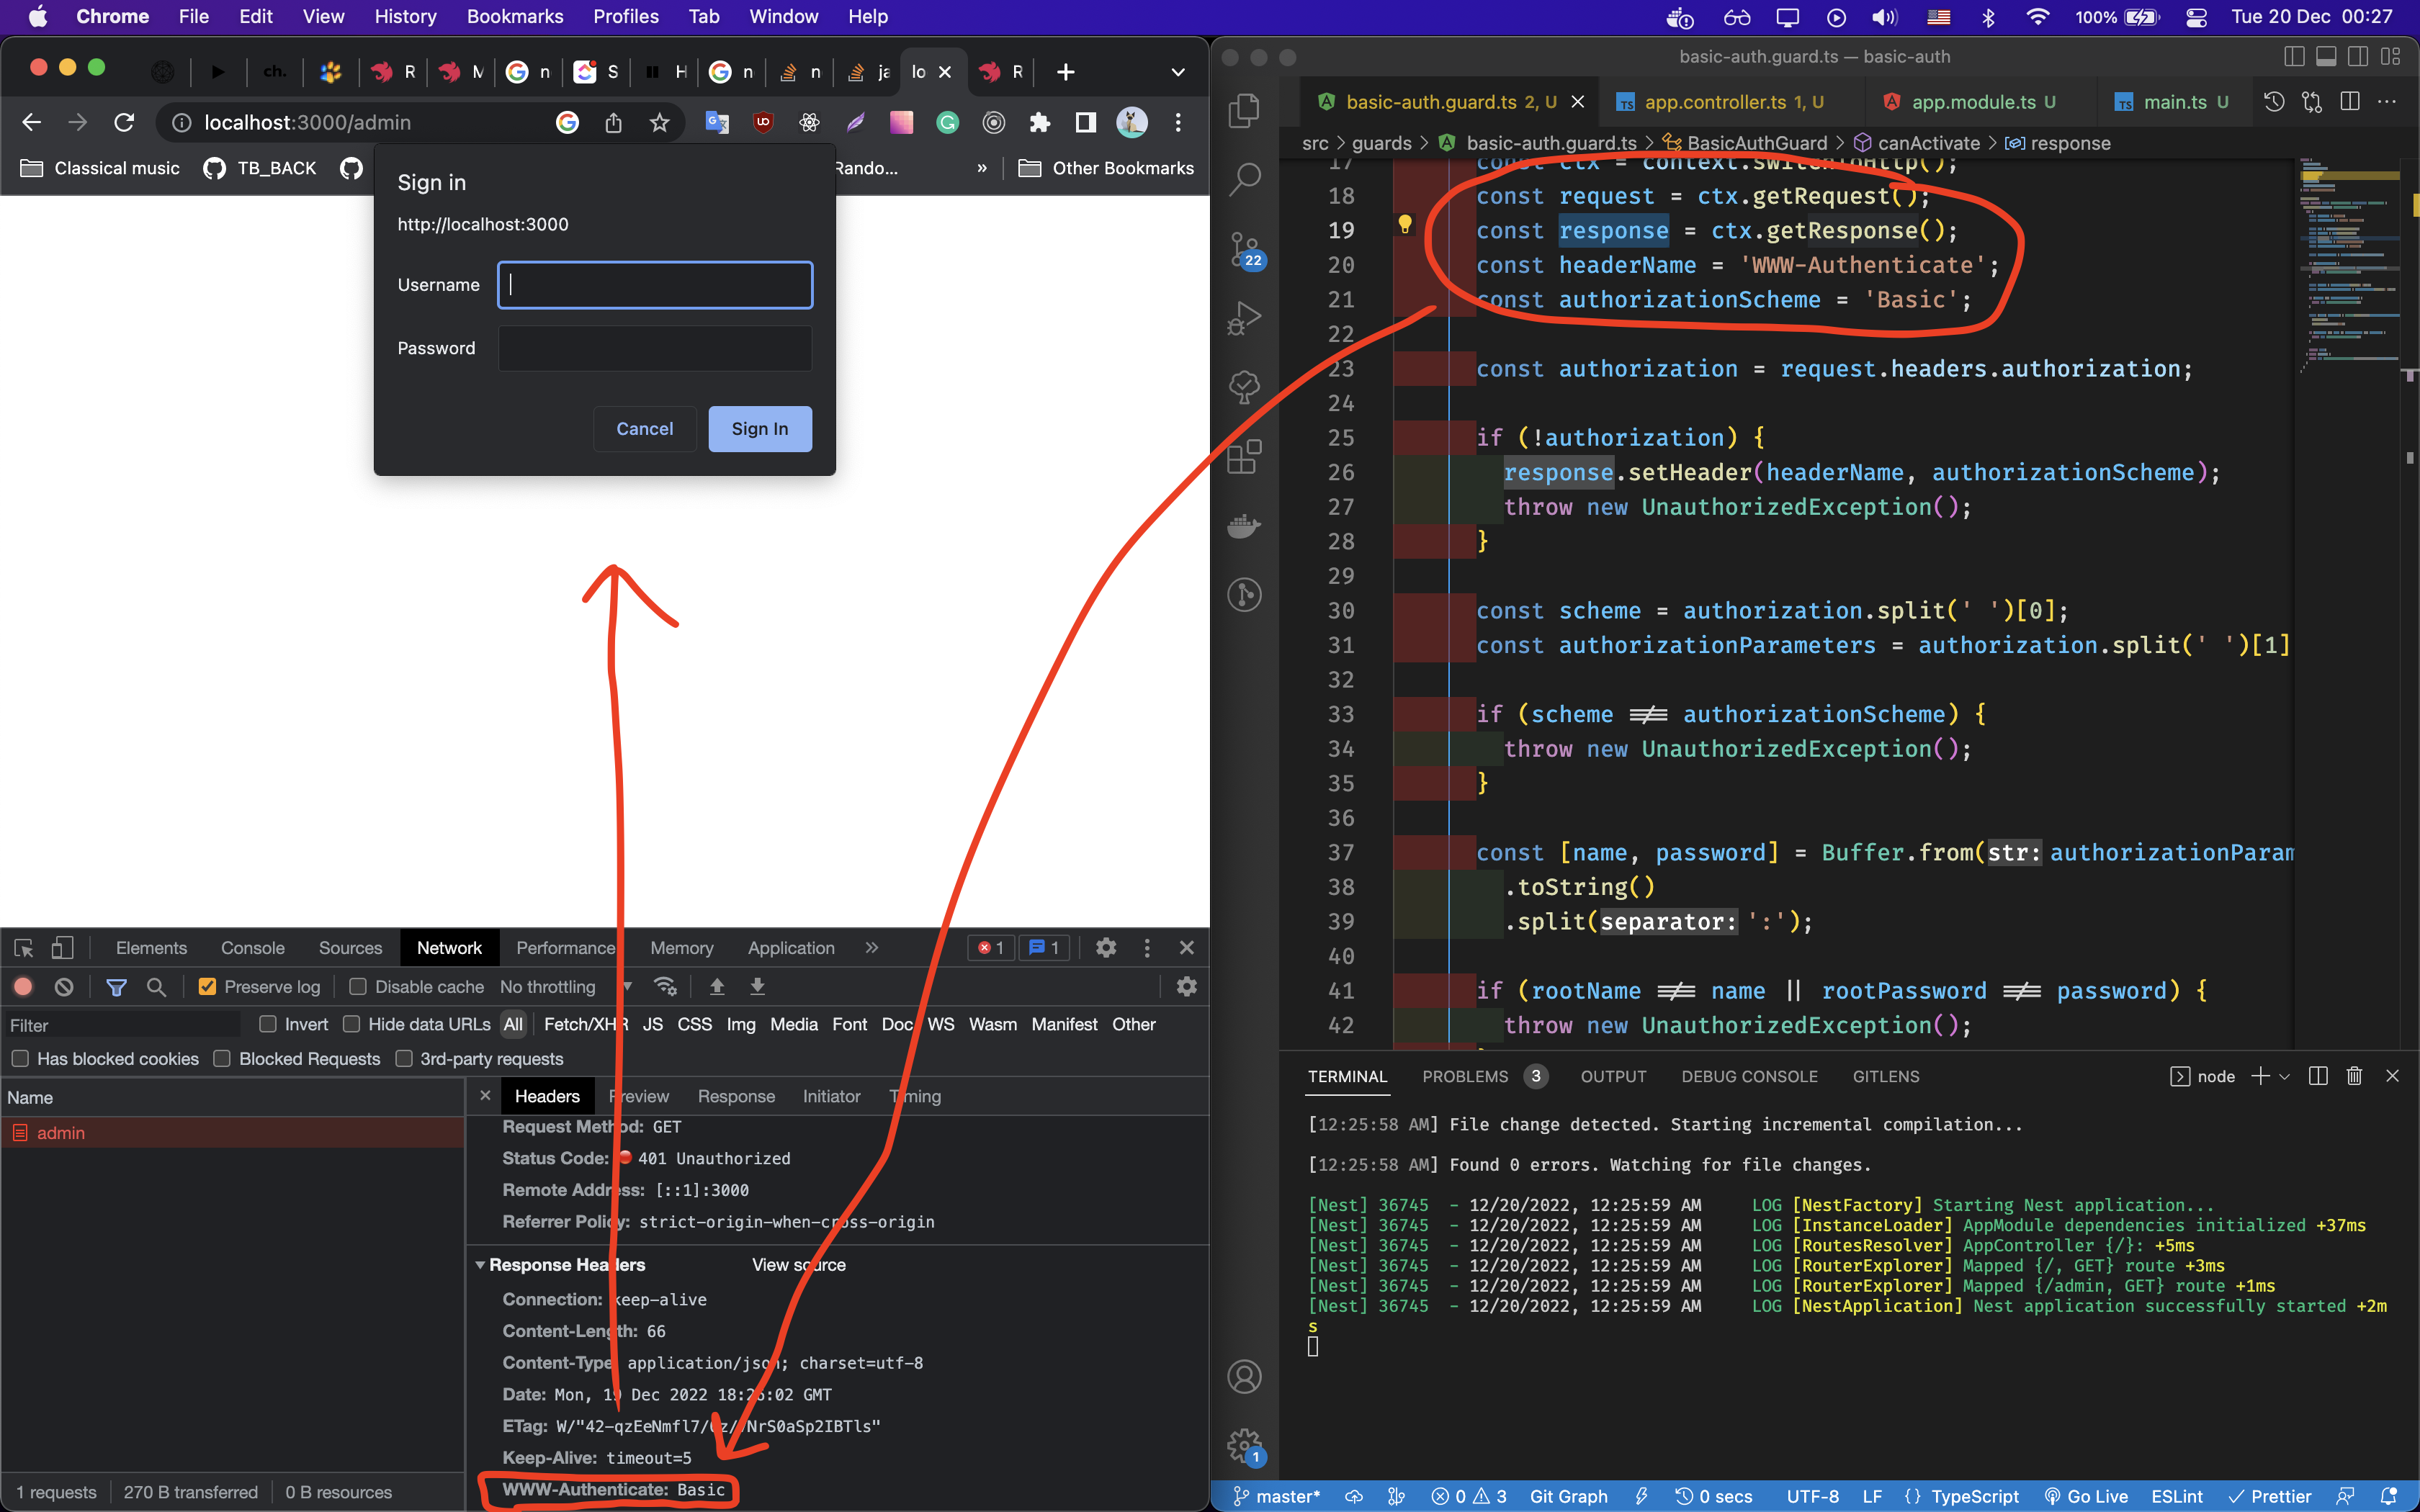 Chrome File Edit View History Bookmarks Profiles Tab Window Help 100% Tue 20 Dec 00:27
ch. R M n S H n n ja lo R
localhost:3000/admin
Classical music TB_BACK Rando... » Other Bookmarks
Sign in
http://localhost:3000
Username
Password
Cancel Sign In
Elements Console Sources Network Performance Memory Application 1 1
Preserve log Disable cache No throttling
Filter Invert Hide data URLs All Fetch/XHR JS CSS Img Media Font Doc WS Wasm Manifest Other
Has blocked cookies Blocked Requests 3rd-party requests
Name
admin
Headers Preview Response Initiator Timing
Request Method: GET
Status Code: 401 Unauthorized
Remote Address: [::1]:3000
Referrer Policy: strict-origin-when-cross-origin
Response Headers View source
Connection: keep-alive
Content-Length: 66
Content-Type: application/json; charset=utf-8
Date: Mon, 19 Dec 2022 18:26:02 GMT
Keep-Alive: timeout=5
WWW-Authenticate: Basic
1 requests 270 B transferred 0 B resources
basic-auth.guard.ts — basic-auth
basic-auth.guard.ts 2, U app.controller.ts 1, U app.module.ts U main.ts U
src > guards > basic-auth.guard.ts > BasicAuthGuard > canActivate > response
22
1
17 const ctx = context.switchToHttp();
18 const request = ctx.getRequest();
19 const response = ctx.getResponse();
20 const headerName = 'WWW-Authenticate';
21 const authorizationScheme = 'Basic';
22
23 const authorization = request.headers.authorization;
24
25 if (!authorization) {
26 response.setHeader(headerName, authorizationScheme);
27 throw new UnauthorizedException();
28 }
29
30 const scheme = authorization.split(' ')[0];
31 const authorizationParameters = authorization.split(' ')[1]
32
33 if (scheme !== authorizationScheme) {
34 throw new UnauthorizedException();
35 }
36
37 const [name, password] = Buffer.from(str: authorizationParam
38 .toString()
39 .split(separator: ':');
40
41 if (rootName !== name || rootPassword !== password) {
42 throw new UnauthorizedException();
TERMINAL PROBLEMS 3 OUTPUT DEBUG CONSOLE GITLENS node
[12:25:58 AM] File change detected. Starting incremental compilation...
[12:25:58 AM] Found 0 errors. Watching for file changes.
[Nest] 36745 - 12/20/2022, 12:25:59 AM LOG [NestFactory] Starting Nest application...
[Nest] 36745 - 12/20/2022, 12:25:59 AM LOG [InstanceLoader] AppModule dependencies initialized +37ms
[Nest] 36745 - 12/20/2022, 12:25:59 AM LOG [RoutesResolver] AppController {/}: +5ms
[Nest] 36745 - 12/20/2022, 12:25:59 AM LOG [RouterExplorer] Mapped {/, GET} route +3ms
[Nest] 36745 - 12/20/2022, 12:25:59 AM LOG [RouterExplorer] Mapped {/admin, GET} route +1ms
[Nest] 36745 - 12/20/2022, 12:25:59 AM LOG [NestApplication] Nest application successfully started +2m
s
master* 0 3 Git Graph 0 secs UTF-8 LF {} TypeScript Go Live ESLint Prettier